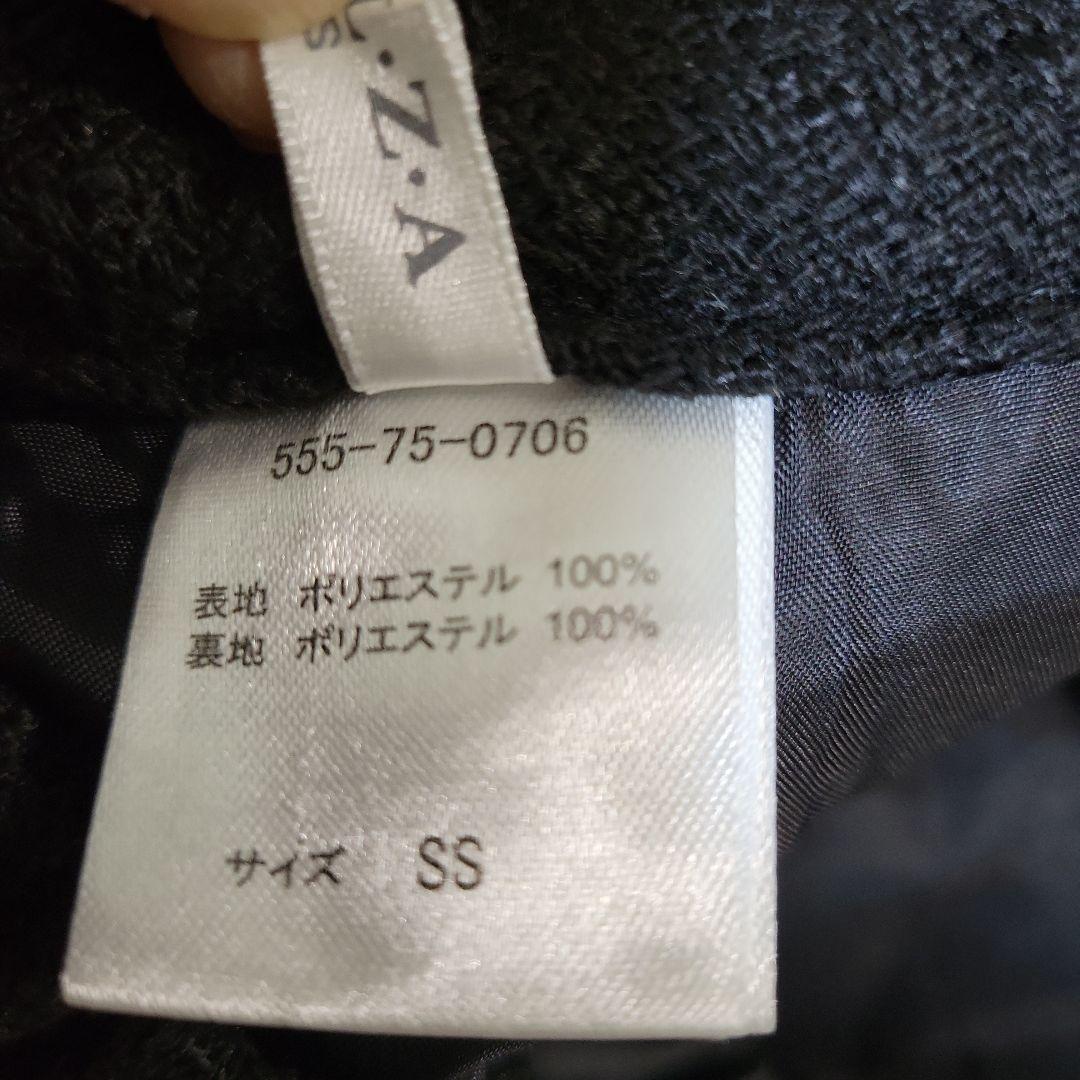 Z・A
S
555-75-0706
表地 ポリエステル 100%
裏地 ポリエステル 100%
サイズ SS